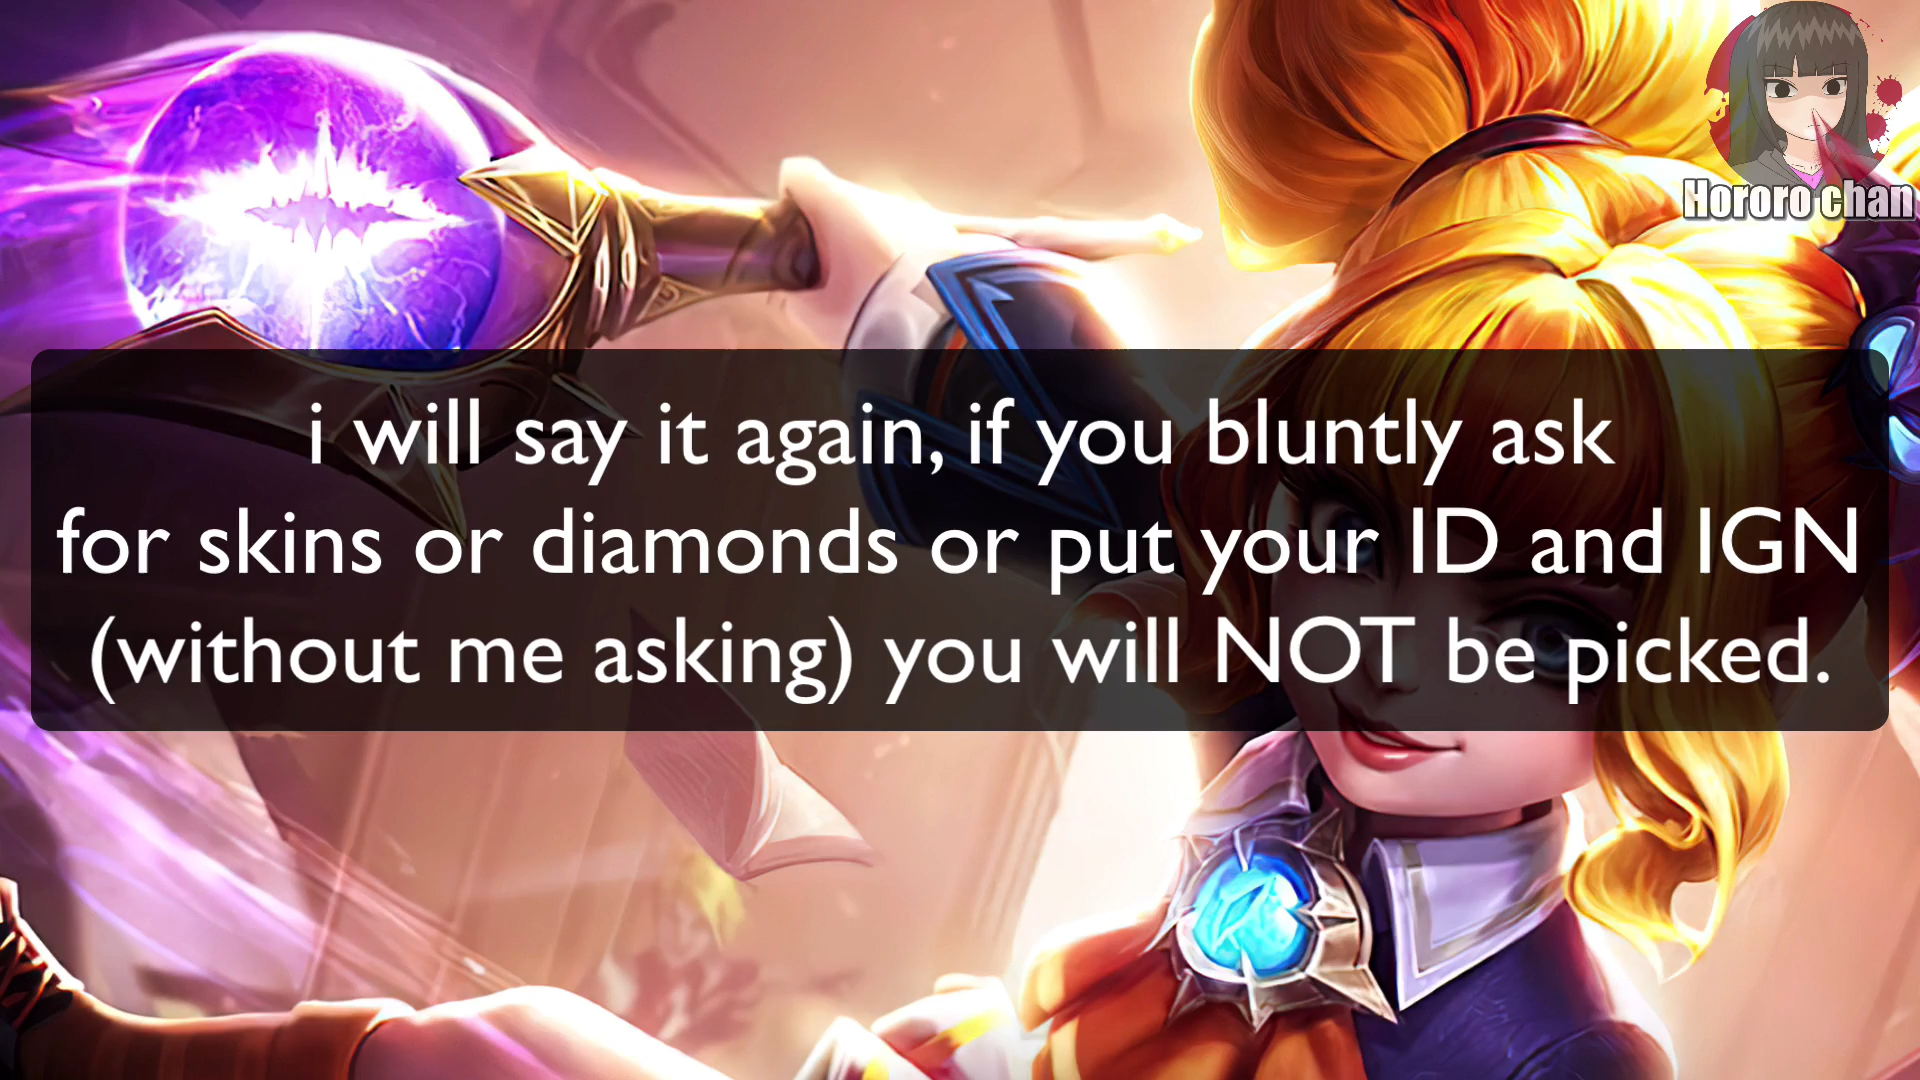 Hororo chan
i will say it again, if you bluntly ask
for skins or diamonds or put your ID and IGN
(without me asking) you will NOT be picked.